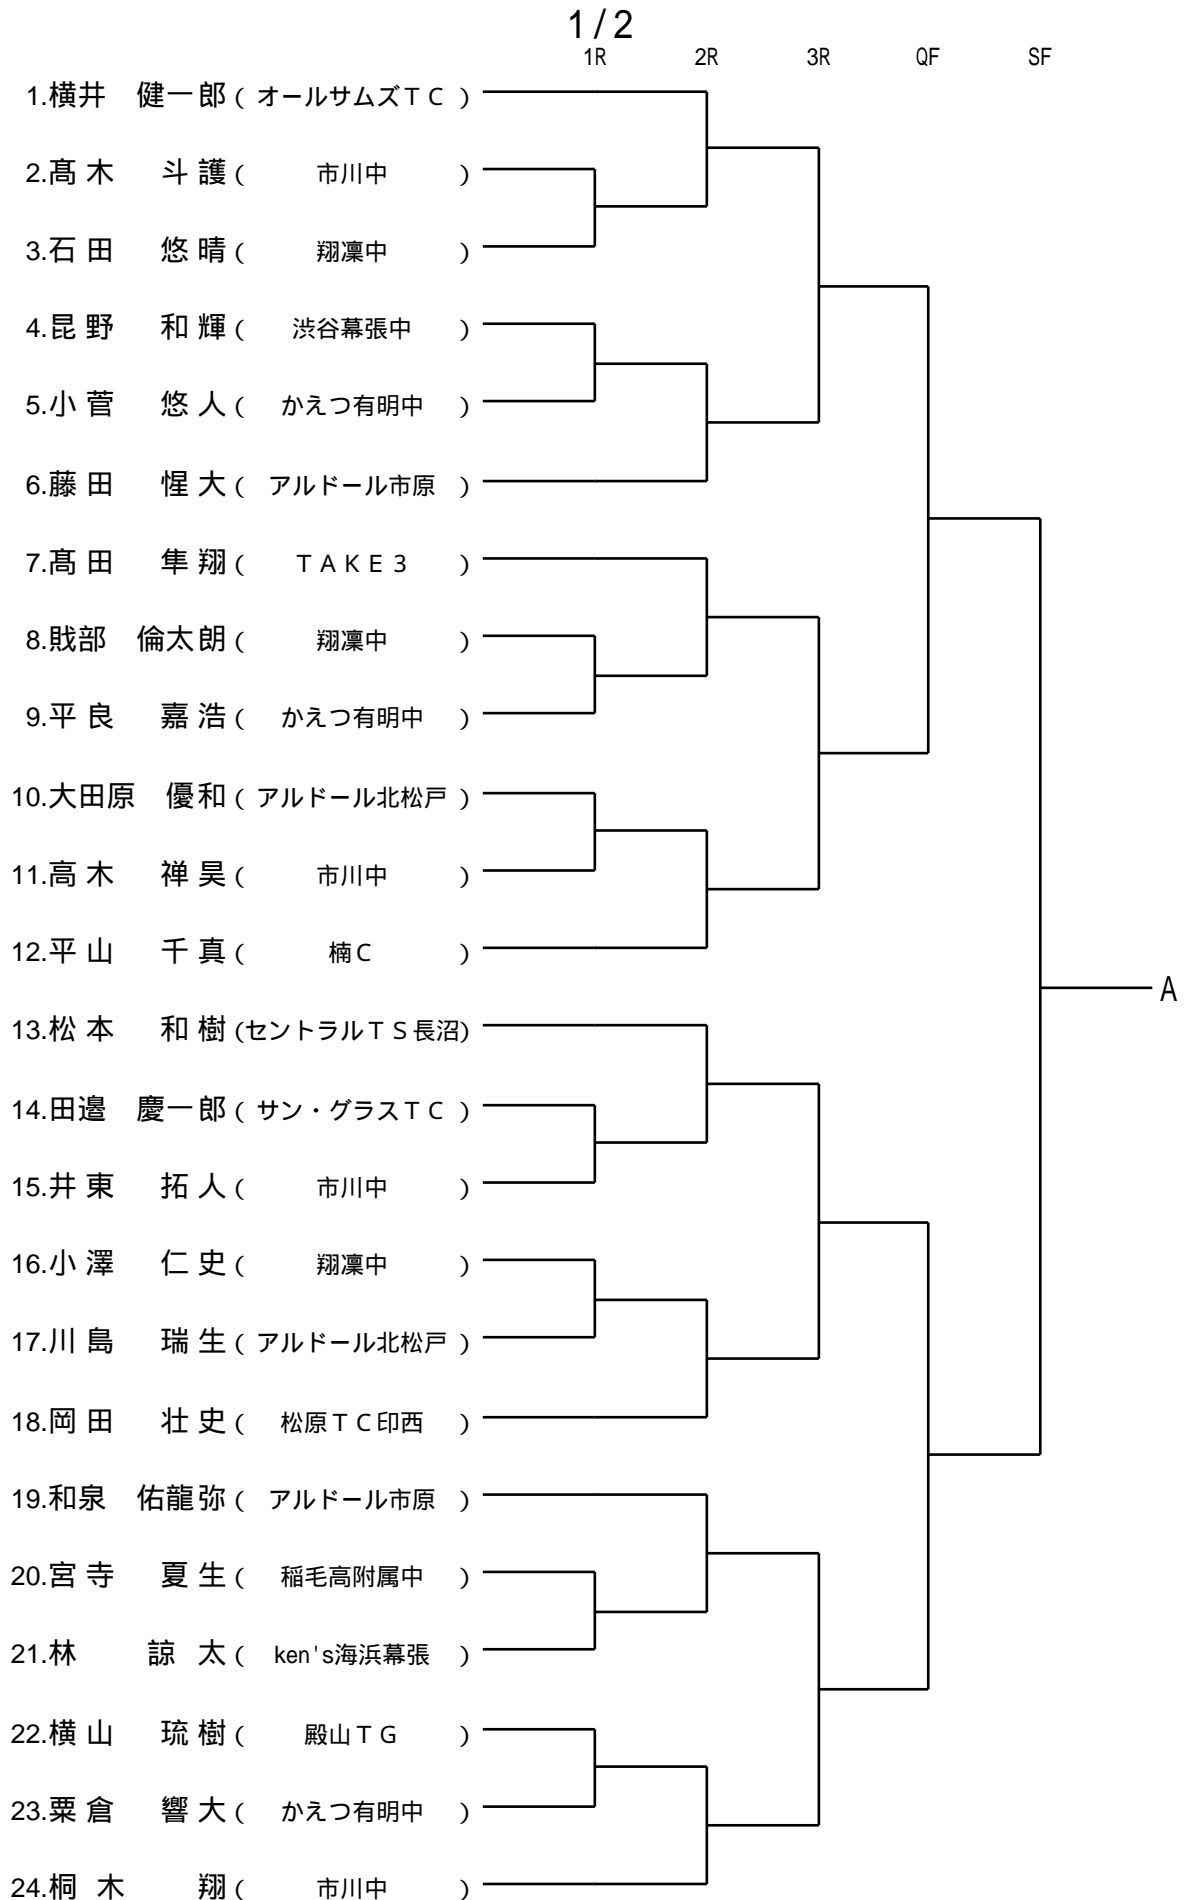 1/2
1R 2R 3R QF SF
1.横井 健一郎(オールサムズTC)
2.髙木 斗護(市川中)
3.石田 悠晴(翔凜中)
4.昆野 和輝(渋谷幕張中)
5.小菅 悠人(かえつ有明中)
6.藤田 惺大(アルドール市原)
7.髙田 隼翔(TAKE3)
8.戝部 倫太朗(翔凜中)
9.平良 嘉浩(かえつ有明中)
10.大田原 優和(アルドール北松戸)
11.高木 禅昊(市川中)
12.平山 千真(楠C)
A
13.松本 和樹(セントラルTS長沼)
14.田邉 慶一郎(サン・グラスTC)
15.井東 拓人(市川中)
16.小澤 仁史(翔凜中)
17.川島 瑞生(アルドール北松戸)
18.岡田 壮史(松原TC印西)
19.和泉 佑龍弥(アルドール市原)
20.宮寺 夏生(稲毛高附属中)
21.林 諒太(ken's海浜幕張)
22.横山 琉樹(殿山TG)
23.粟倉 響大(かえつ有明中)
24.桐木 翔(市川中)